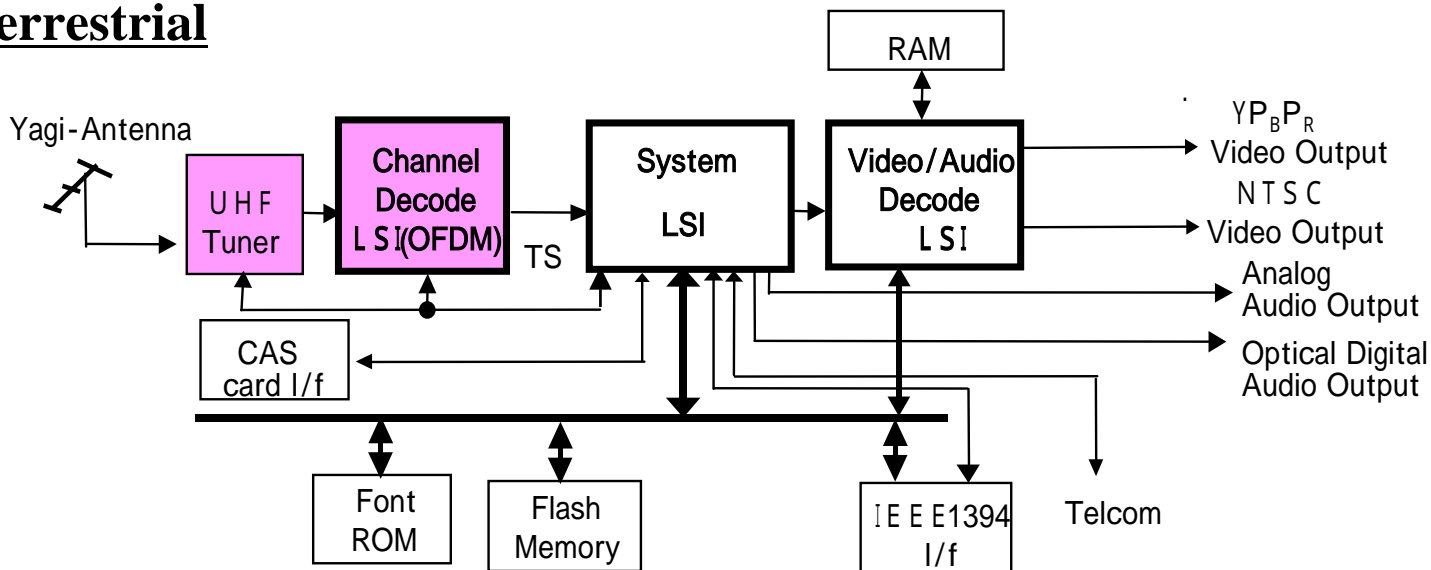 errestrial
RAM
Yagi-Antenna
UHF
Tuner
Channel
Decode
LSI(OFDM)
TS
System
LSI
Video/Audio
Decode
LSI
YPBPR
Video Output
NTSC
Video Output
Analog
Audio Output
Optical Digital
Audio Output
CAS
card I/f
Font
ROM
Flash
Memory
IEEE1394
I/f
Telcom